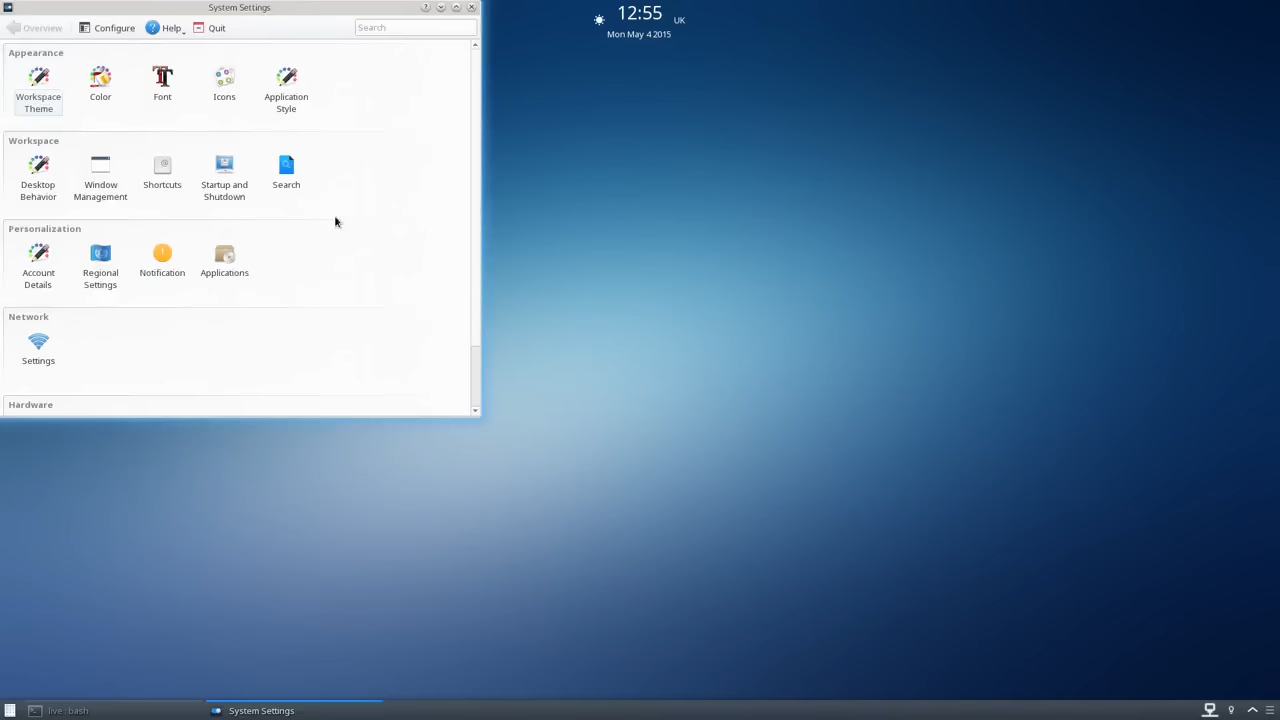 System Settings
Overview
Configure
Help
Quit
Search
12:55
UK
Mon May 4 2015
Appearance
Workspace Theme
Color
Font
Icons
Application Style
Workspace
Desktop Behavior
Window Management
Shortcuts
Startup and Shutdown
Search
Personalization
Account Details
Regional Settings
Notification
Applications
Network
Settings
Hardware
live : bash
System Settings